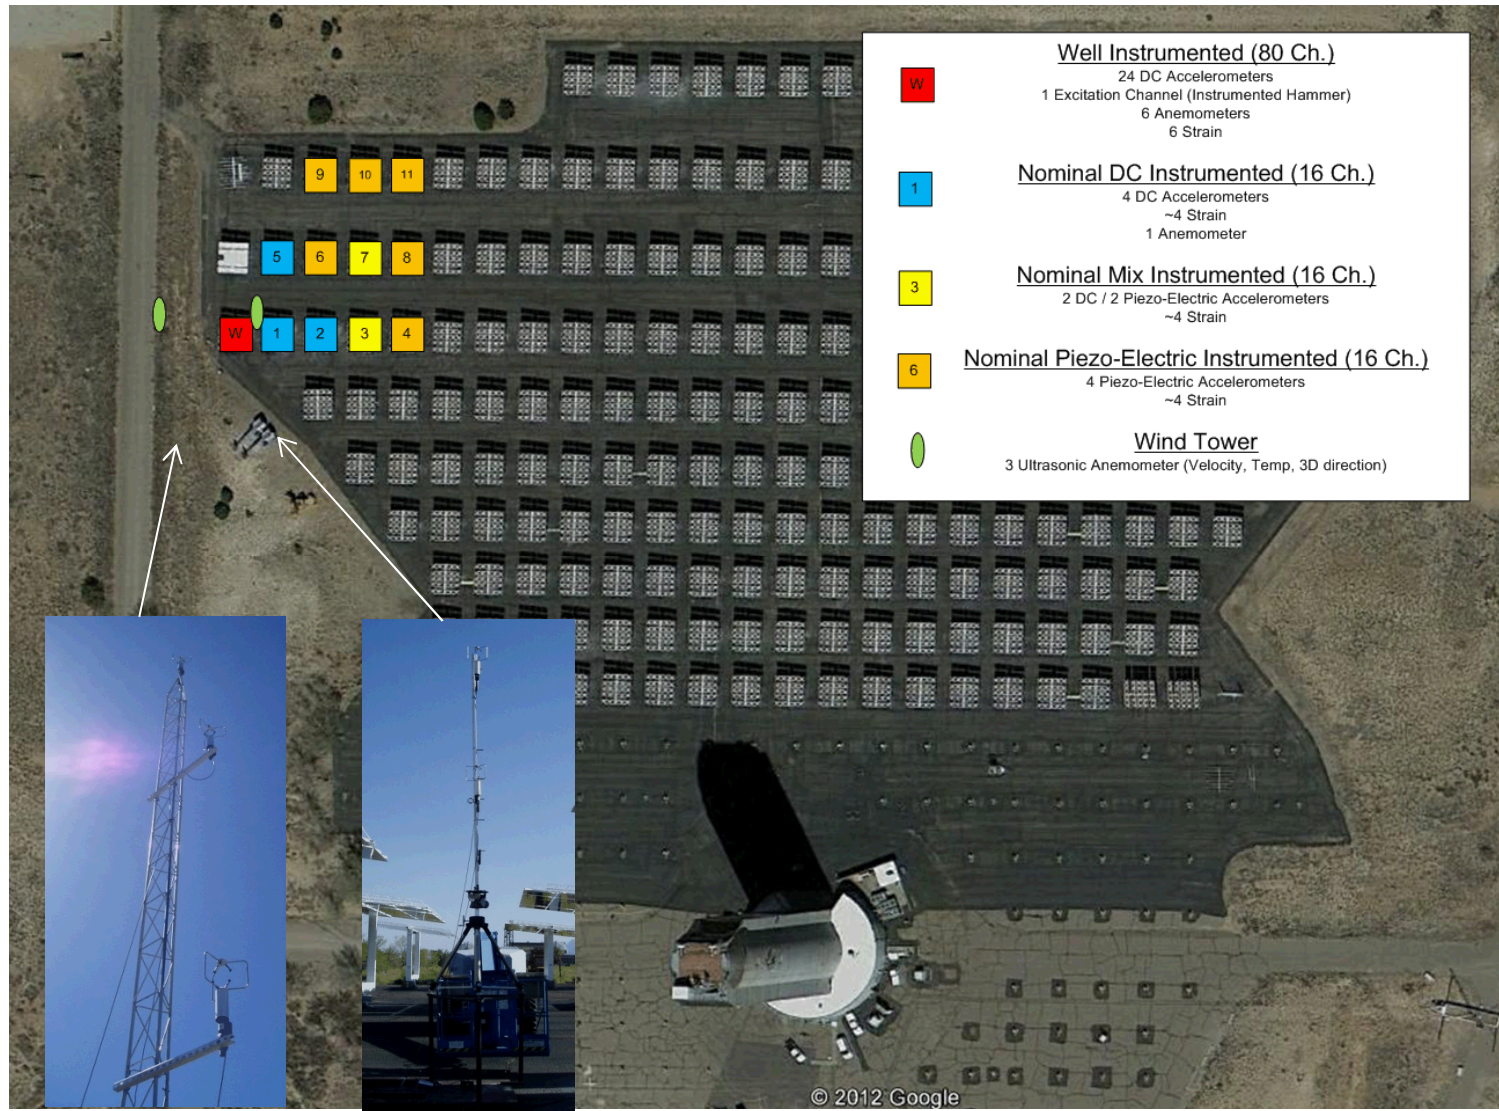 Well Instrumented (80 Ch.)
W
24 DC Accelerometers
1 Excitation Channel (Instrumented Hammer)
6 Anemometers
6 Strain
Nominal DC Instrumented (16 Ch.)
1
4 DC Accelerometers
~4 Strain
1 Anemometer
Nominal Mix Instrumented (16 Ch.)
3
2 DC / 2 Piezo-Electric Accelerometers
~4 Strain
Nominal Piezo-Electric Instrumented (16 Ch.)
6
4 Piezo-Electric Accelerometers
~4 Strain
Wind Tower
3 Ultrasonic Anemometer (Velocity, Temp, 3D direction)
9 10 11
5 6 7 8
W 1 2 3 4
© 2012 Google